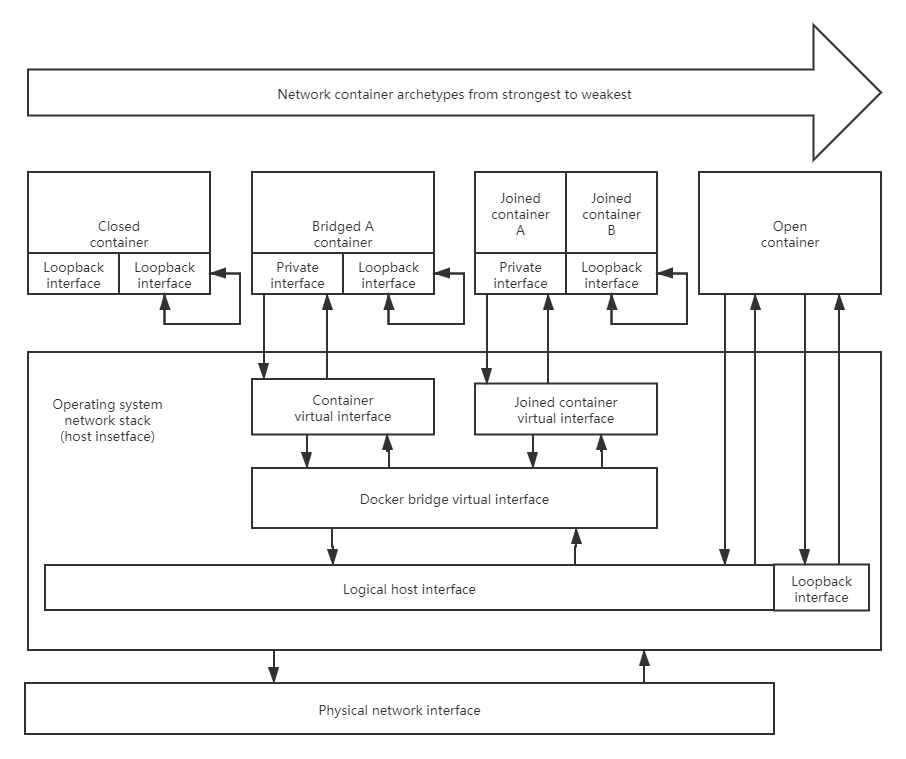 Network container archetypes from strongest to weakest
Closed
container
Loopback
interface
Loopback
interface
Bridged A
container
Private
interface
Loopback
interface
Joined
container
A
Joined
container
B
Private
interface
Loopback
interface
Open
container
Operating system
network stack
(host insetface)
Container
virtual interface
Joined container
virtual interface
Docker bridge virtual interface
Logical host interface
Loopback
interface
Physical network interface